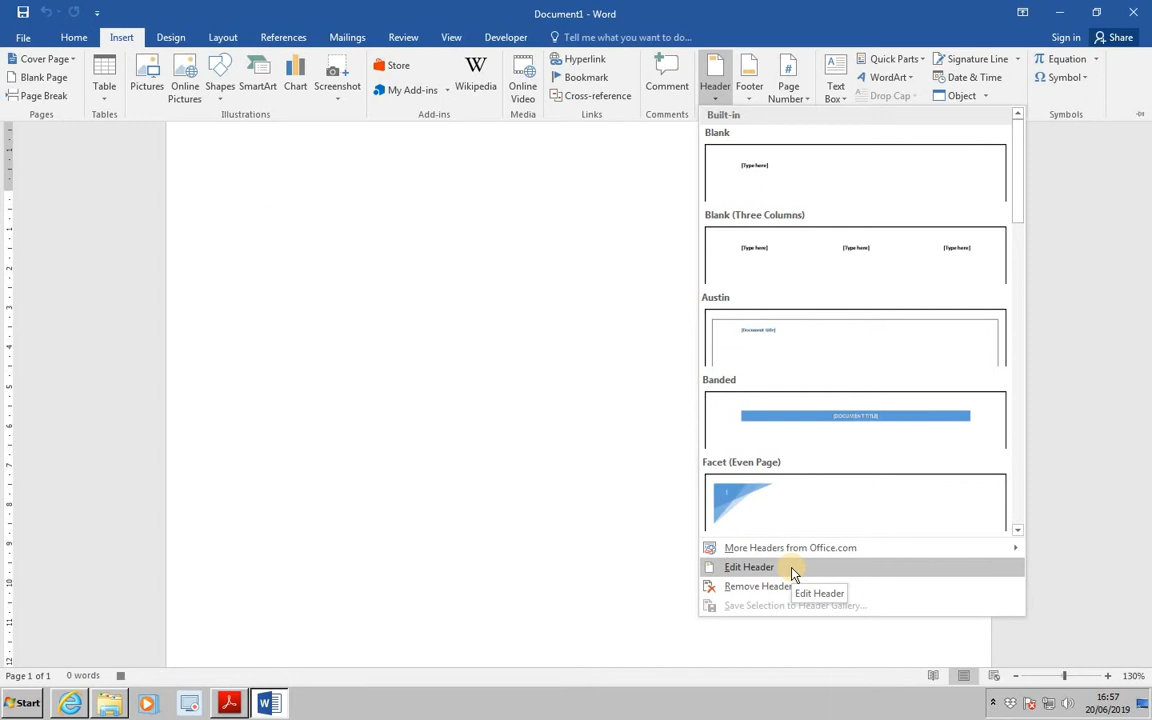 Document1 - Word
File Home Insert Design Layout References Mailings Review View Developer Tell me what you want to do... Sign in Share
Cover Page
Blank Page
Page Break
Pages
Table
Tables
Pictures
Online Pictures
Shapes
SmartArt
Chart
Screenshot
Illustrations
Store
My Add-ins
Wikipedia
Add-ins
Online Video
Media
Hyperlink
Bookmark
Cross-reference
Links
Comment
Comments
Header
Footer
Page Number
Text Box
Quick Parts
WordArt
Drop Cap
Signature Line
Date & Time
Object
Equation
Symbol
Symbols
Built-in
Blank
[Type here]
Blank (Three Columns)
[Type here] [Type here] [Type here]
Austin
[Document title]
Banded
[DOCUMENT TITLE]
Facet (Even Page)
More Headers from Office.com
Edit Header
Remove Header
Edit Header
Save Selection to Header Gallery...
Page 1 of 1 0 words 130%
Start 16:57
20/06/2019